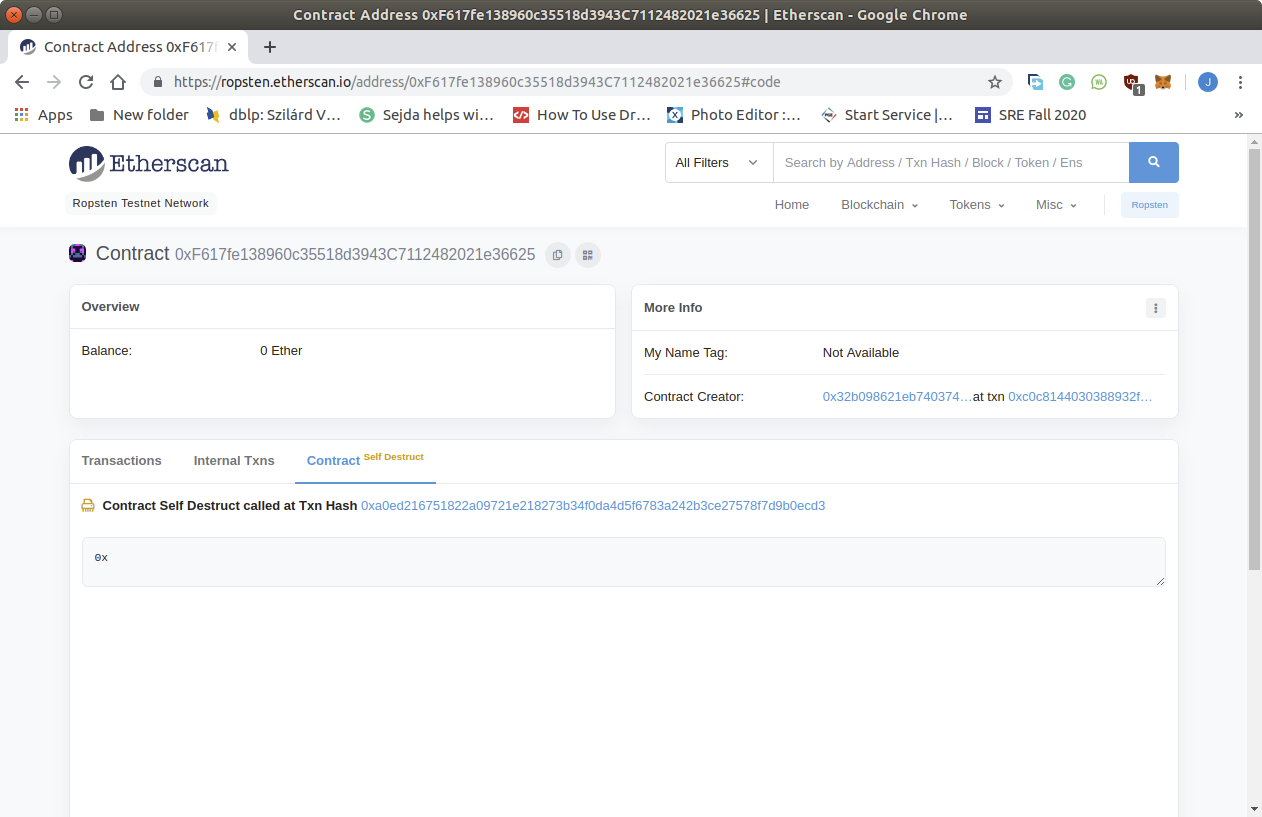 Contract Address 0xF617fe138960c35518d3943C7112482021e36625 | Etherscan - Google Chrome
Contract Address 0xF617f
https://ropsten.etherscan.io/address/0xF617fe138960c35518d3943C7112482021e36625#code
1
J
Apps New folder dblp: Szilárd V... Sejda helps wi... How To Use Dr... Photo Editor :... Start Service |... SRE Fall 2020 »
Etherscan
All Filters Search by Address / Txn Hash / Block / Token / Ens
Ropsten Testnet Network
Home Blockchain Tokens Misc Ropsten
Contract 0xF617fe138960c35518d3943C7112482021e36625
Overview
Balance: 0 Ether
More Info
My Name Tag: Not Available
Contract Creator: 0x32b098621eb740374...at txn 0xc0c8144030388932f...
Transactions Internal Txns Contract Self Destruct
Contract Self Destruct called at Txn Hash 0xa0ed216751822a09721e218273b34f0da4d5f6783a242b3ce27578f7d9b0ecd3
0x